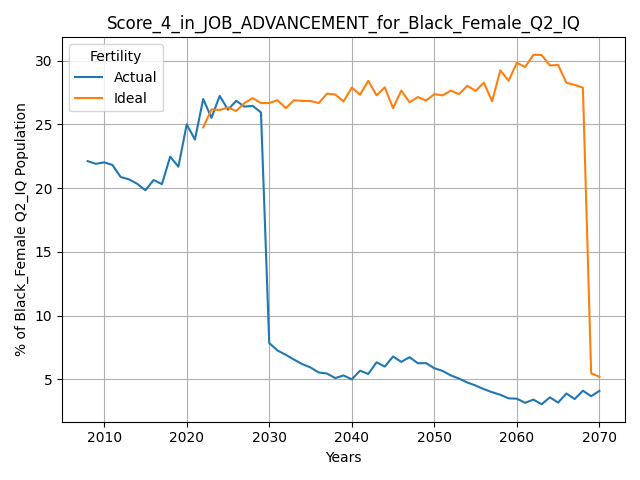 Score_4_in_JOB_ADVANCEMENT_for_Black_Female_Q2_IQ
Fertility
Actual
Ideal
% of Black_Female Q2_IQ Population
30
25
20
15
10
5
2010 2020 2030 2040 2050 2060 2070
Years